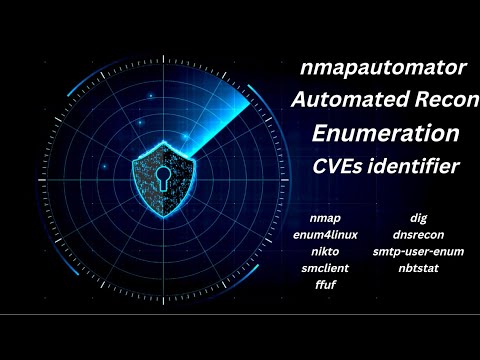 nmapautomator
Automated Recon
Enumeration
CVEs identifier
nmap
dig
enum4linux
dnsrecon
nikto
smtp-user-enum
smclient
nbtstat
ffuf